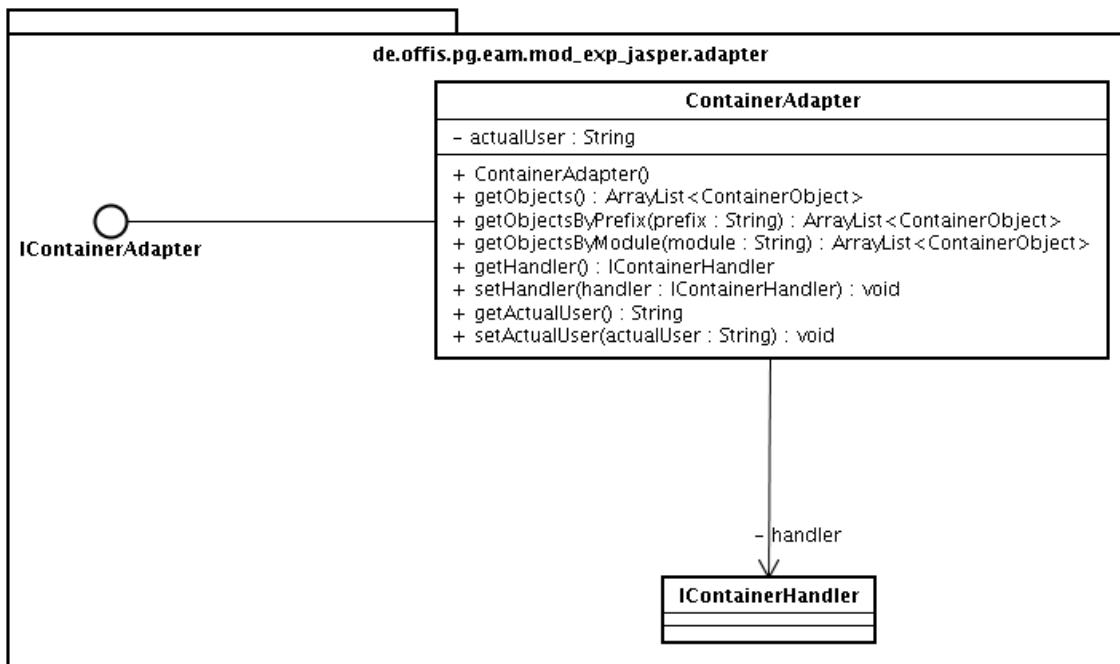 de.offis.pg.eam.mod_exp_jasper.adapter
ContainerAdapter
- actualUser : String
+ ContainerAdapter()
+ getObjects() : ArrayList<ContainerObject>
+ getObjectsByPrefix(prefix : String) : ArrayList<ContainerObject>
+ getObjectsByModule(module : String) : ArrayList<ContainerObject>
+ getHandler() : IContainerHandler
+ setHandler(handler : IContainerHandler) : void
+ getActualUser() : String
+ setActualUser(actualUser : String) : void
IContainerAdapter
- handler
IContainerHandler